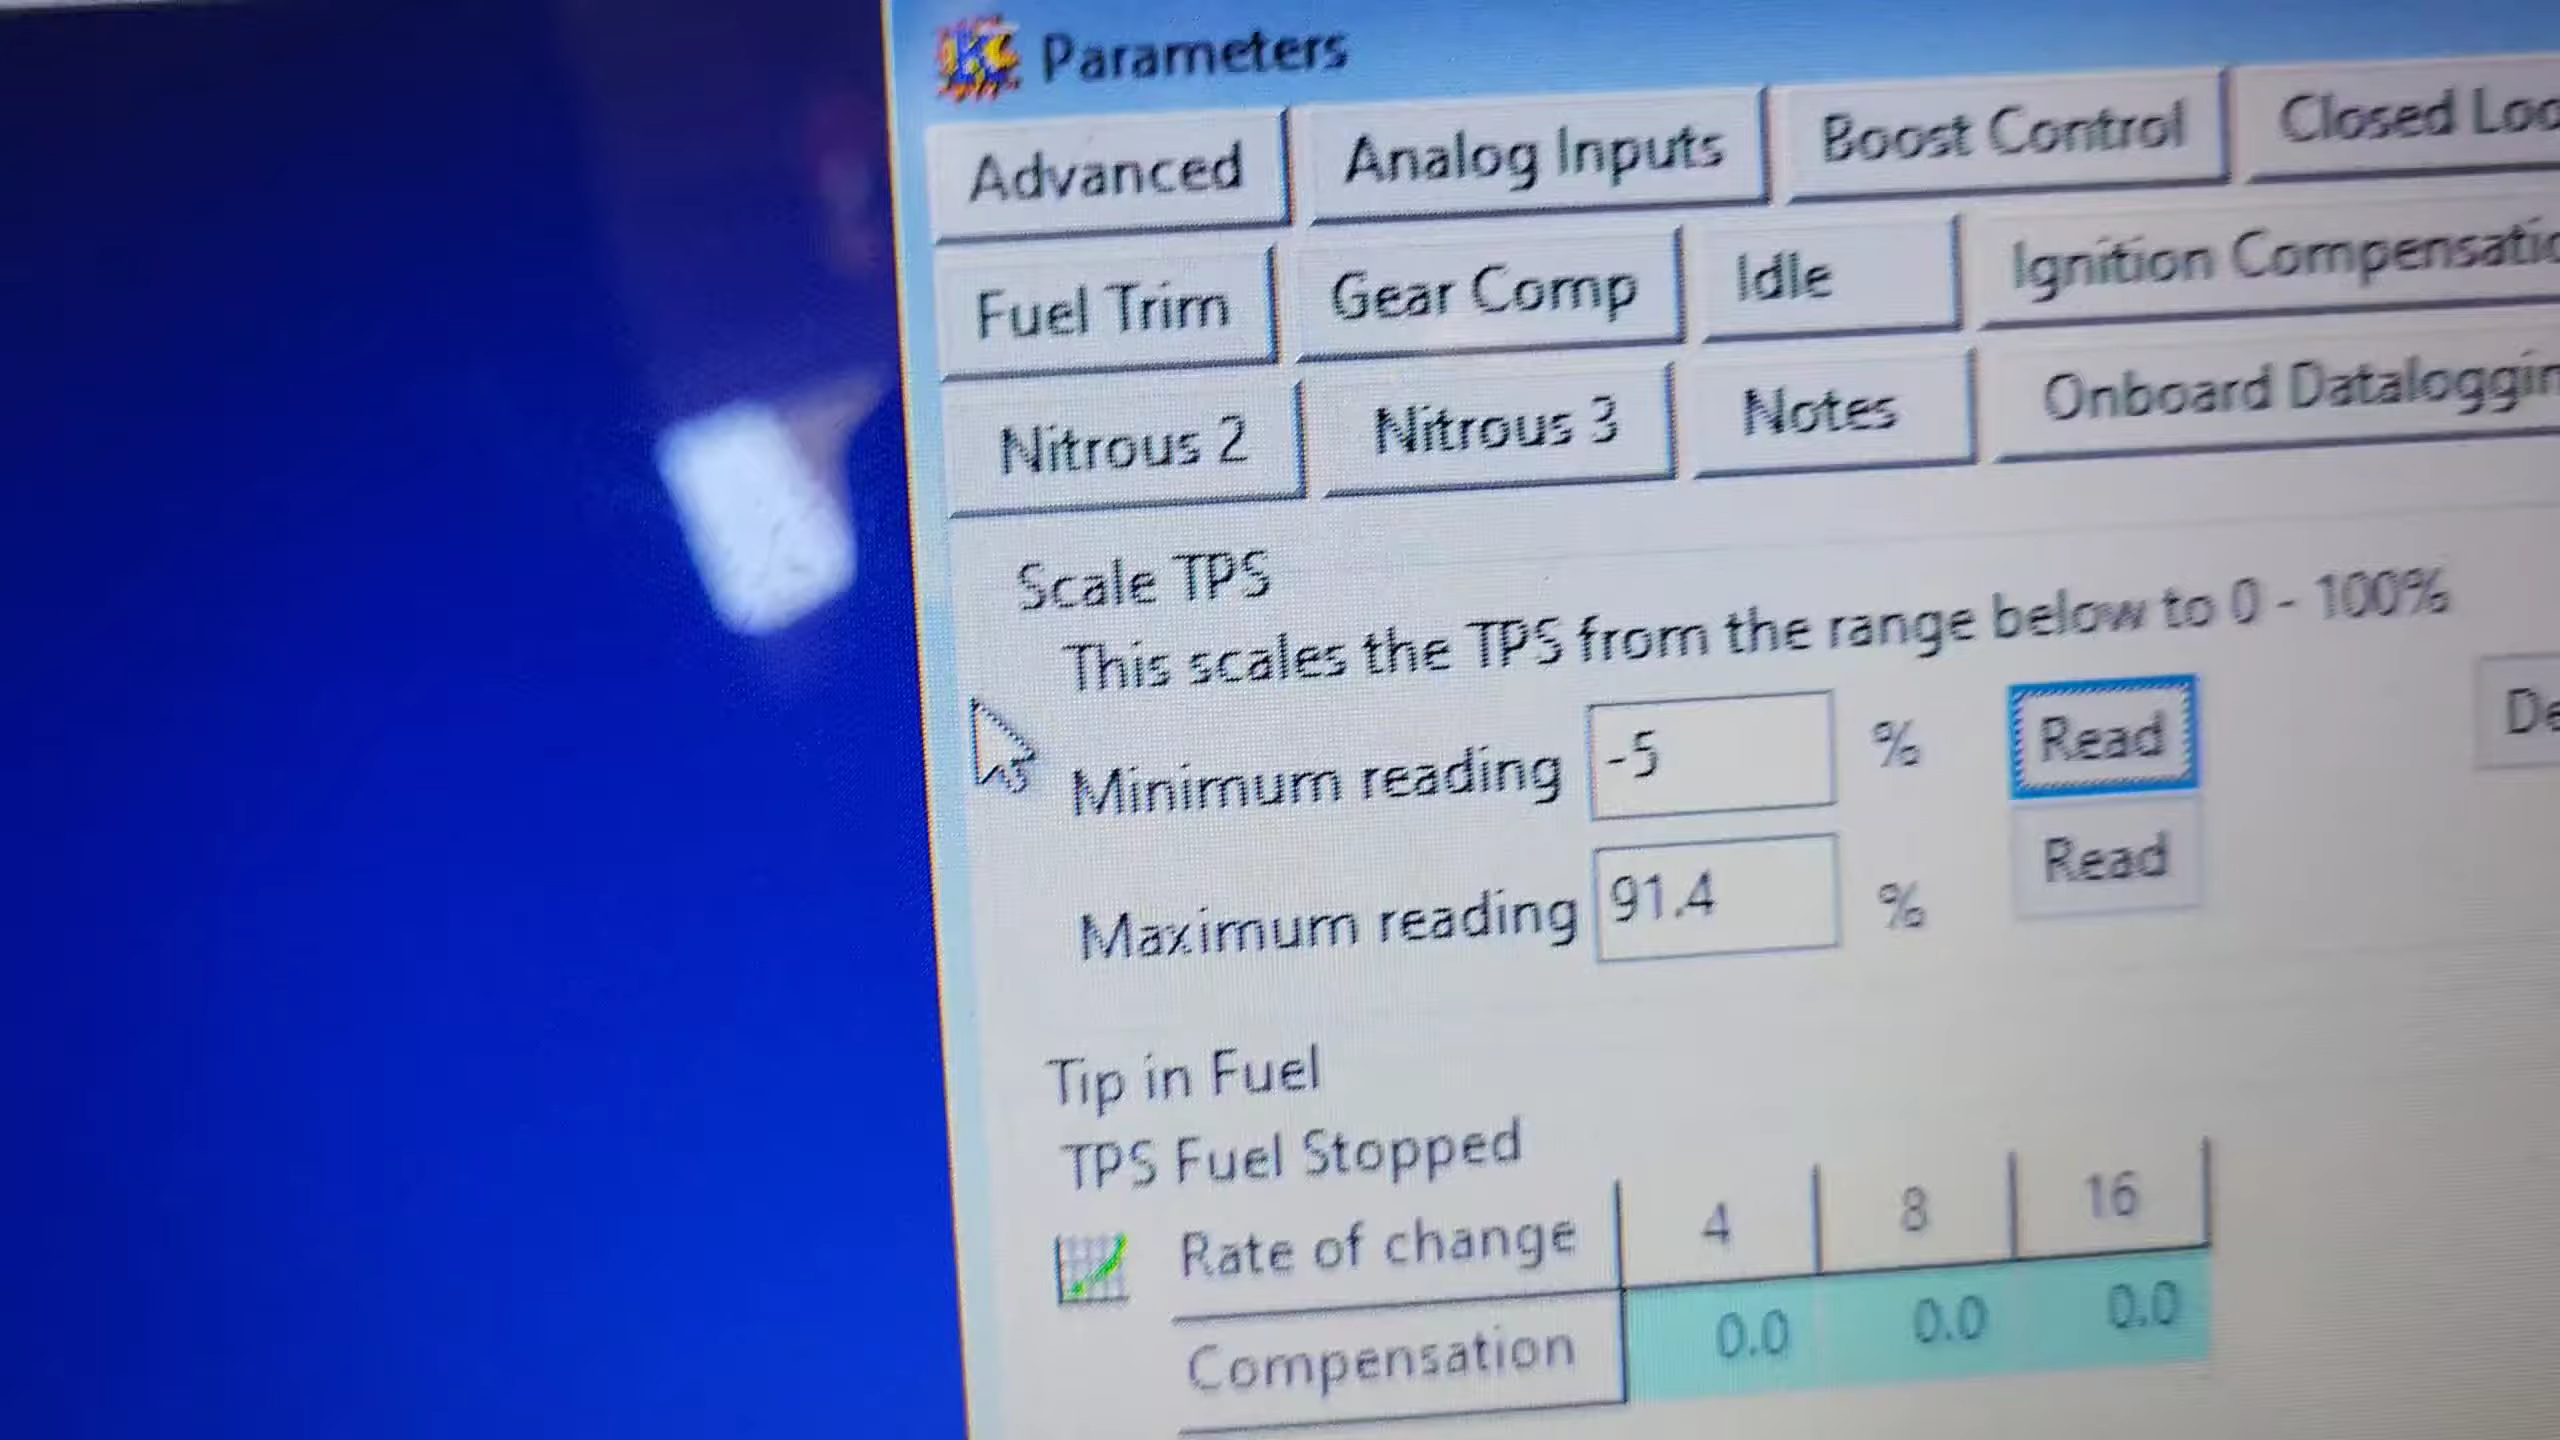 Parameters
Advanced Analog Inputs Boost Control Closed
Fuel Trim Gear Comp Idle Ignition
Nitrous 2 Nitrous 3 Notes Onboard
Scale TPS
This scales the TPS from the range below to 0 - 100%
Minimum reading -5 % Read
Maximum reading 91.4 % Read
Tip in Fuel
TPS Fuel Stopped
Rate of change 4 8 16
Compensation 0.0 0.0 0.0